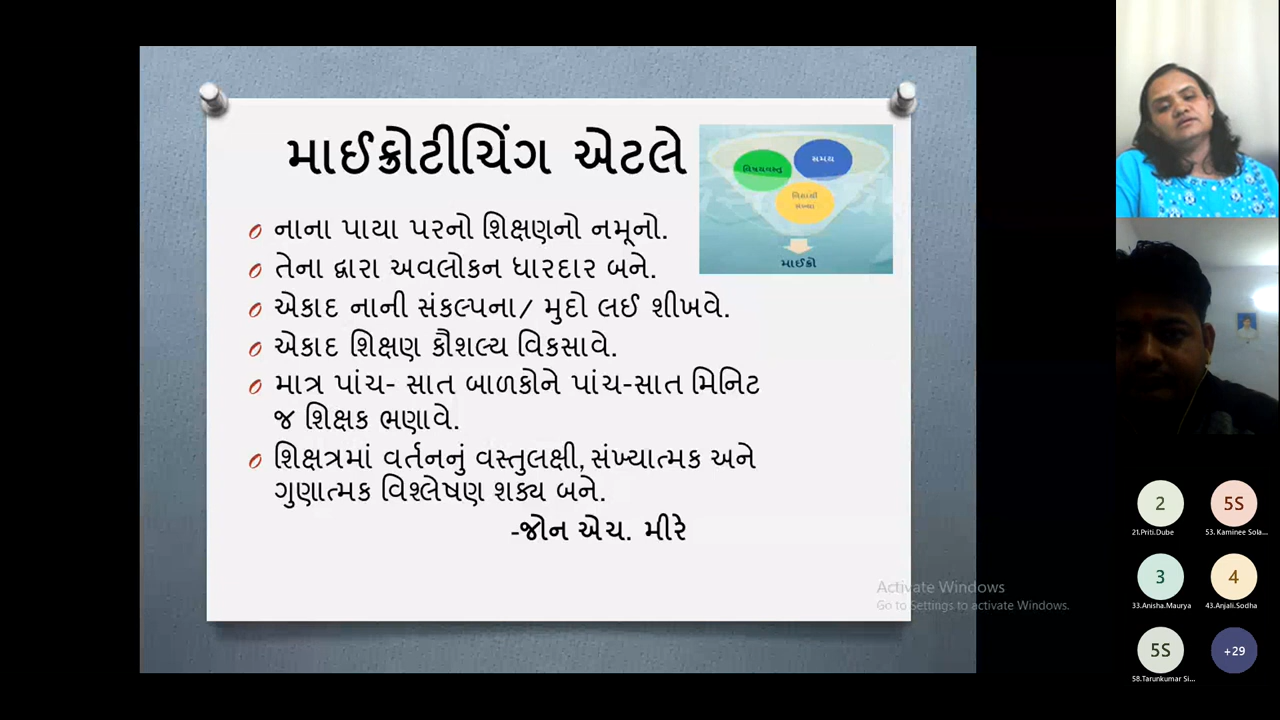 માઈક્રોટીચિંગ એટલે
વિષયવસ્તુ
સમય
માઈક્રો
નાના પાયા પરનો શિક્ષણનો નમૂનો.
તેના દ્વારા અવલોકન ધારદાર બને.
એકાદ નાની સંકલ્પના/ મુદો લઈ શીખવે.
એકાદ શિક્ષણ કૌશલ્ય વિકસાવે.
માત્ર પાંચ- સાત બાળકોને પાંચ-સાત મિનિટ
જ શિક્ષક ભણાવે.
શિક્ષત્રમાં વર્તનનું વસ્તુલક્ષી, સંખ્યાત્મક અને
ગુણાત્મક વિશ્લેષણ શક્ય બને.
-જોન એચ. મીરે
Activate Windows
Go to Settings to activate Windows.
2
5S
21.Priti.Dube
53. Kaminee Sola...
3
4
33.Anisha.Maurya
43.Anjali.Sodha
5S
+29
58.Tarunkumar Si...